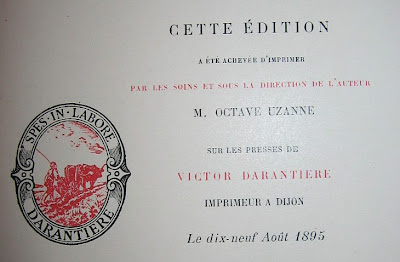 CETTE ÉDITION
A ÉTÉ ACHEVÉE D'IMPRIMER
PAR LES SOINS ET SOUS LA DIRECTION DE L'AUTEUR
M. OCTAVE UZANNE
SUR LES PRESSES DE
VICTOR DARANTIERE
IMPRIMEUR A DIJON
Le dix-neuf Août 1895
SPES·IN·LABORE
DARANTIERE